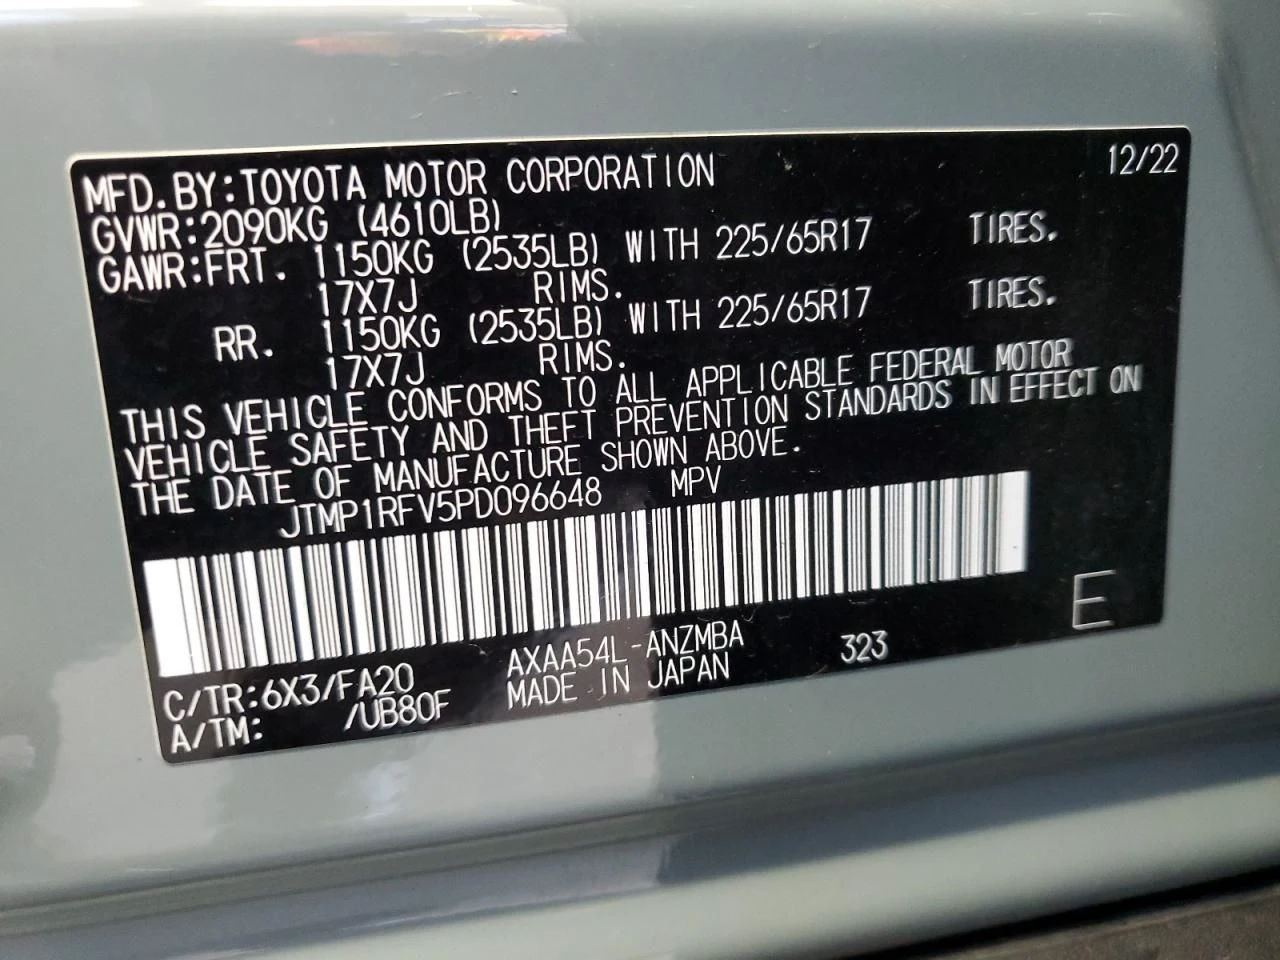 MFD.BY:TOYOTA MOTOR CORPORATION 12/22
GVWR:2090KG (4610LB)
GAWR:FRT. 1150KG (2535LB) WITH 225/65R17 TIRES.
17X7J RIMS.
RR. 1150KG (2535LB) WITH 225/65R17 TIRES.
17X7J RIMS.
THIS VEHICLE CONFORMS TO ALL APPLICABLE FEDERAL MOTOR
VEHICLE SAFETY AND THEFT PREVENTION STANDARDS IN EFFECT ON
THE DATE OF MANUFACTURE SHOWN ABOVE.
JTMP1RFV5PD096648 MPV
E
C/TR:6X3/FA20 AXAA54L-ANZMBA 323
A/TM: /UB80F MADE IN JAPAN